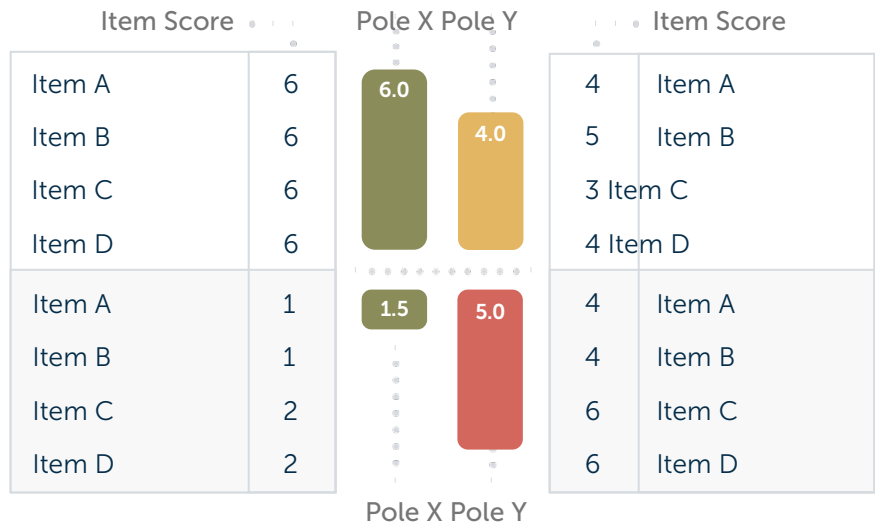 Item Score Pole X Pole Y Item Score
Item A 6 6.0 4 Item A
Item B 6 4.0 5 Item B
Item C 6 3 Item C
Item D 6 4 Item D
Item A 1 1.5 5.0 4 Item A
Item B 1 4 Item B
Item C 2 6 Item C
Item D 2 6 Item D
Pole X Pole Y